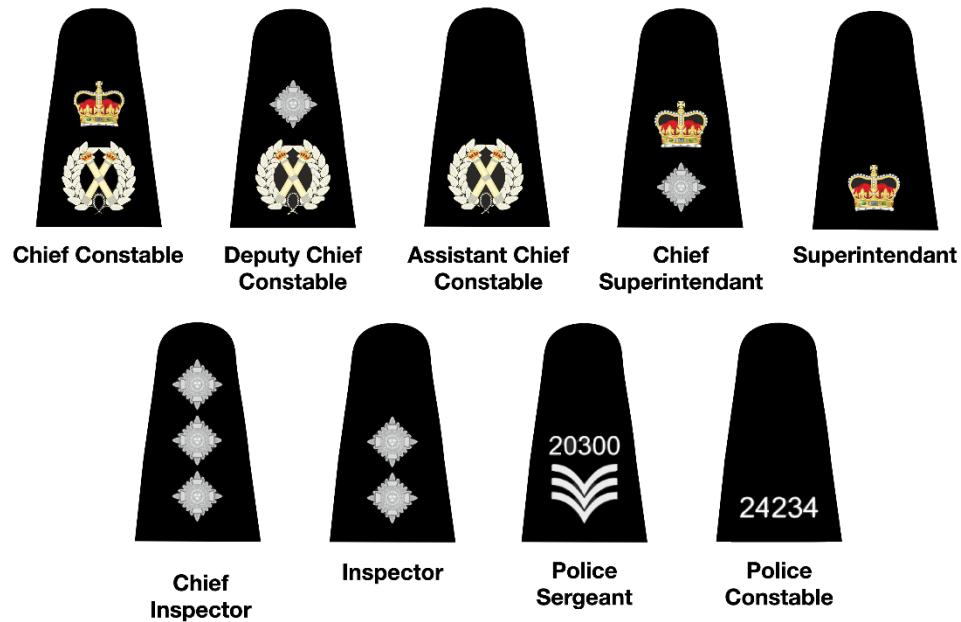 Chief Constable
Deputy Chief
Constable
Assistant Chief
Constable
Chief
Superintendant
Superintendant
20300
24234
Chief
Inspector
Inspector
Police
Sergeant
Police
Constable